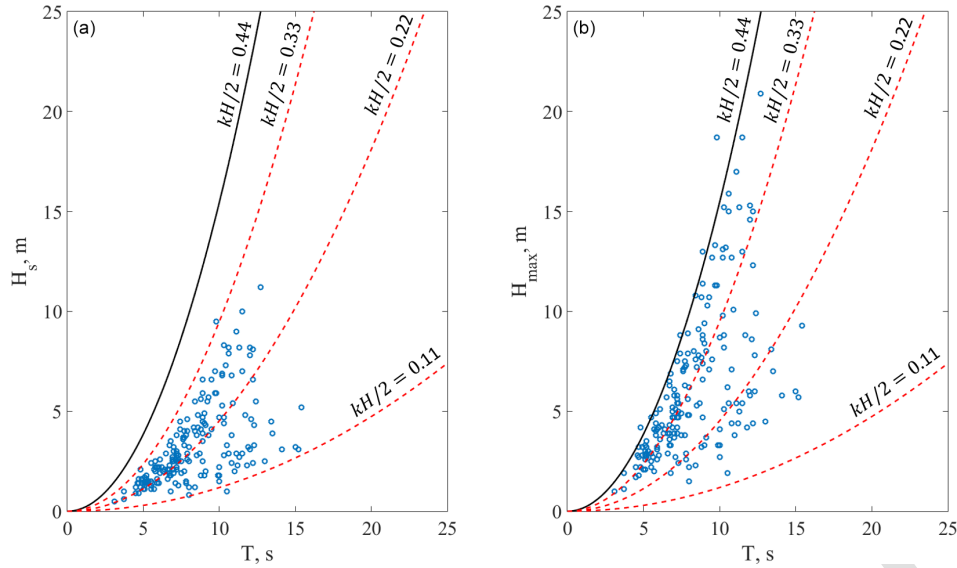 (a)
25
20
15
10
5
0
H_s, m
kH/2 = 0.44
kH/2 = 0.33
kH/2 = 0.22
kH/2 = 0.11
0 5 10 15 20 25
T, s
(b)
25
20
15
10
5
0
H_max, m
kH/2 = 0.44
kH/2 = 0.33
kH/2 = 0.22
kH/2 = 0.11
0 5 10 15 20 25
T, s